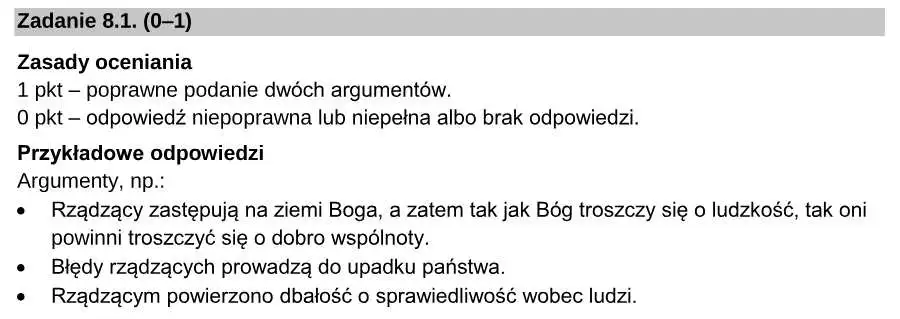 Zadanie 8.1. (0–1)
Zasady oceniania
1 pkt – poprawne podanie dwóch argumentów.
0 pkt – odpowiedź niepoprawna lub niepełna albo brak odpowiedzi.
Przykładowe odpowiedzi
Argumenty, np.:
• Rządzący zastępują na ziemi Boga, a zatem tak jak Bóg troszczy się o ludzkość, tak oni
powinni troszczyć się o dobro wspólnoty.
• Błędy rządzących prowadzą do upadku państwa.
• Rządzącym powierzono dbałość o sprawiedliwość wobec ludzi.